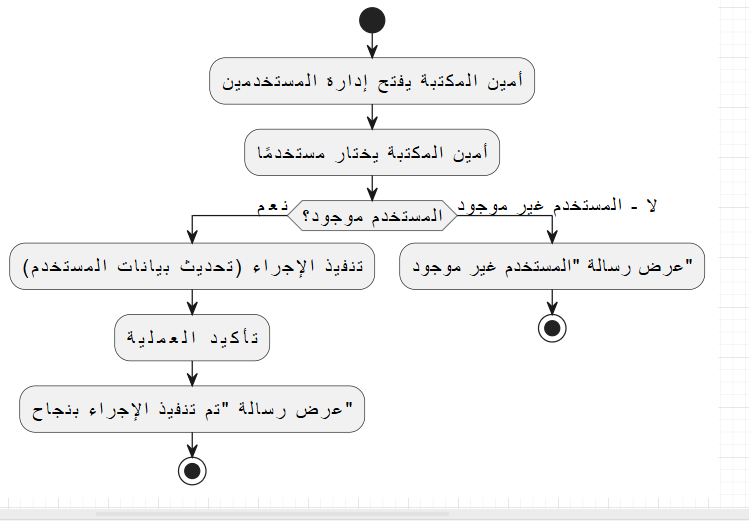 أمين المكتبة يفتح إدارة المستخدمين
أمين المكتبة يختار مستخدمًا
المستخدم موجود؟
نعم
لا - المستخدم غير موجود
تنفيذ الإجراء (تحديث بيانات المستخدم)
عرض رسالة "المستخدم غير موجود"
تأكيد العملية
عرض رسالة "تم تنفيذ الإجراء بنجاح"